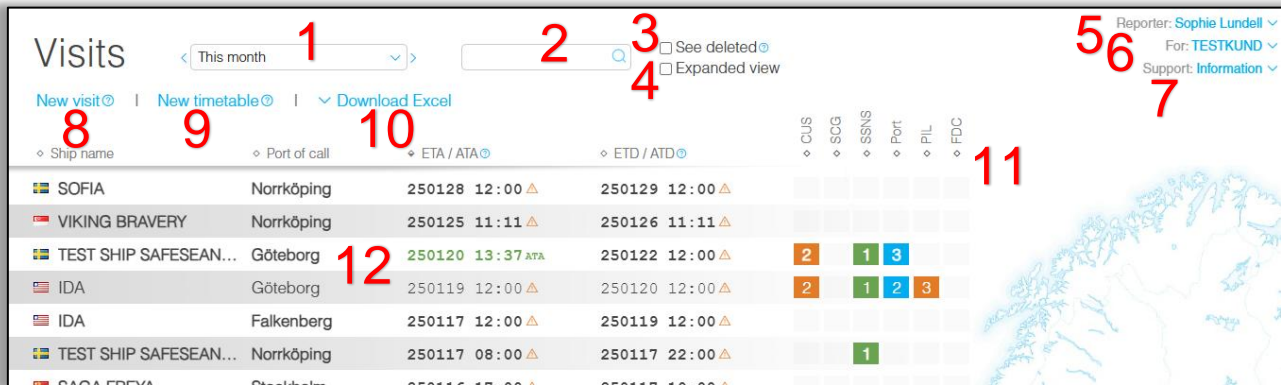 Visits
This month
1
2
3
See deleted
4
Expanded view
5
Reporter: Sophie Lundell
6
For: TESTKUND
7
Support: Information
New visit | New timetable | Download Excel
8
9
10
11
Ship name Port of call ETA / ATA ETD / ATD CUS SCG SSNS Port PIL FDC
SOFIA Norrköping 250128 12:00 250129 12:00
VIKING BRAVERY Norrköping 250125 11:11 250126 11:11
TEST SHIP SAFESEAN... Göteborg 12 250120 13:37 ATA 250122 12:00 2 1 3
IDA Göteborg 250119 12:00 250120 12:00 2 1 2 3
IDA Falkenberg 250117 12:00 250119 12:00
TEST SHIP SAFESEAN... Norrköping 250117 08:00 250117 22:00 1